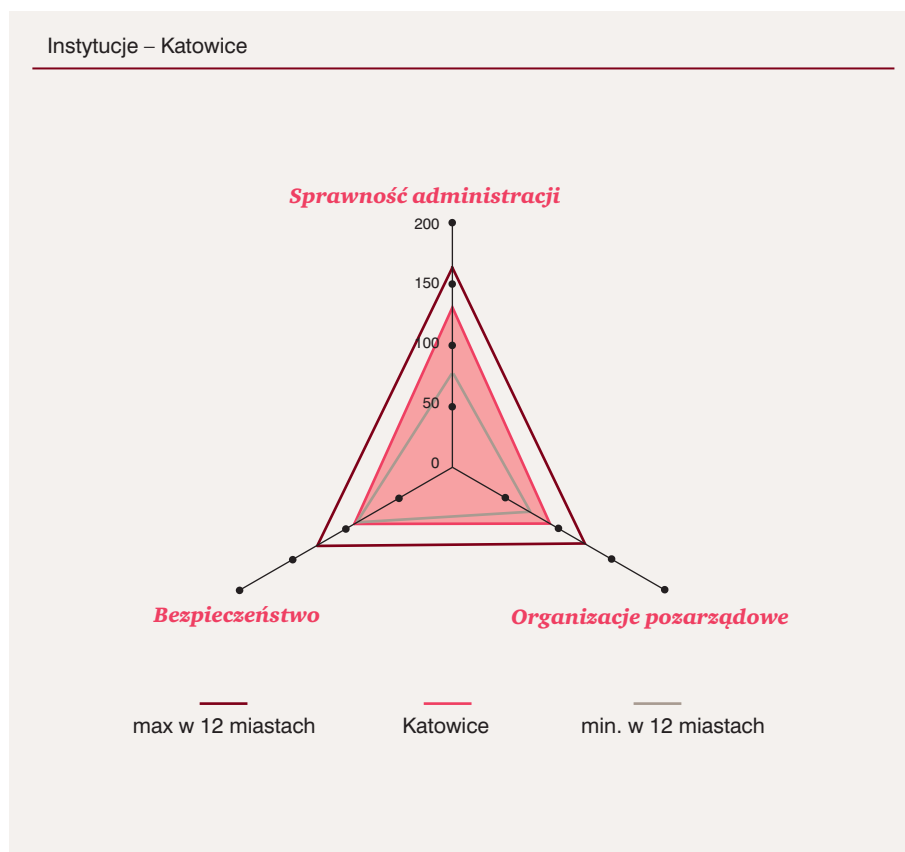 Instytucje – Katowice
Sprawność administracji
200
150
100
50
0
Bezpieczeństwo
Organizacje pozarządowe
max w 12 miastach
Katowice
min. w 12 miastach